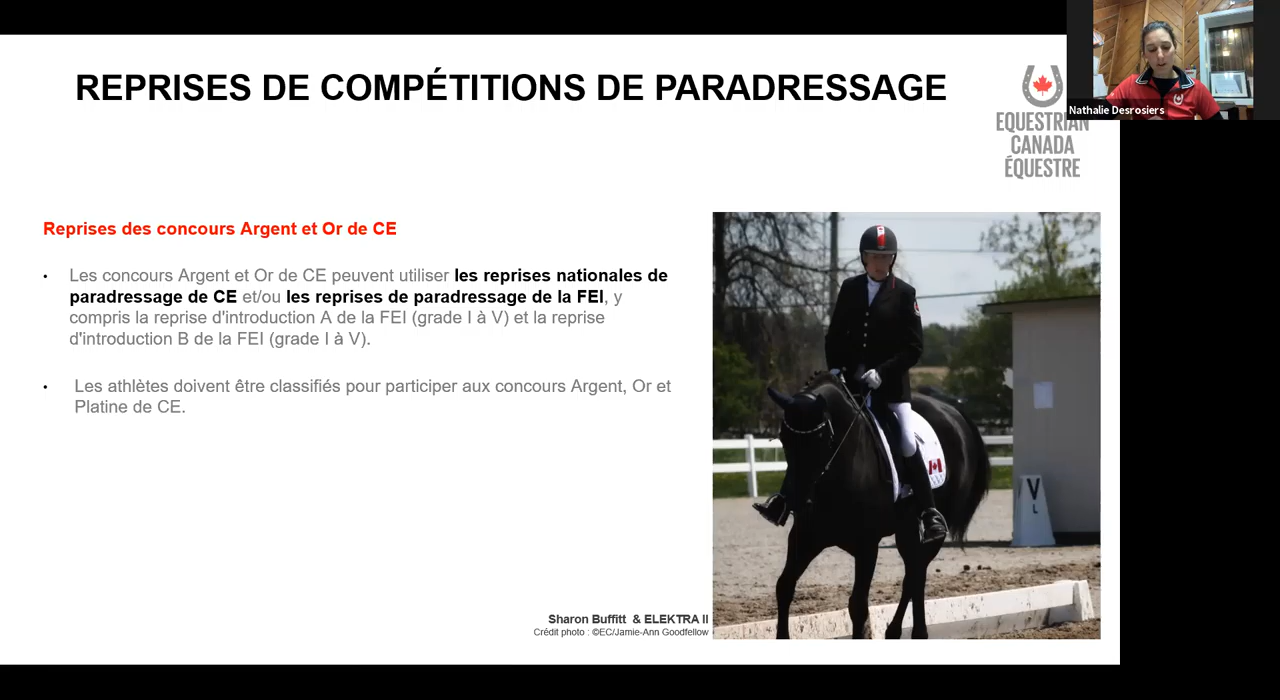 REPRISES DE COMPÉTITIONS DE PARADRESSAGE
Nathalie Desrosiers
EQUESTRIAN
CANADA
ÉQUESTRE
Reprises des concours Argent et Or de CE
• Les concours Argent et Or de CE peuvent utiliser les reprises nationales de
paradressage de CE et/ou les reprises de paradressage de la FEI, y
compris la reprise d'introduction A de la FEI (grade I à V) et la reprise
d'introduction B de la FEI (grade I à V).
• Les athlètes doivent être classifiés pour participer aux concours Argent, Or et
Platine de CE.
V
L
Sharon Buffitt & ELEKTRA II
Crédit photo : ©EC/Jamie-Ann Goodfellow